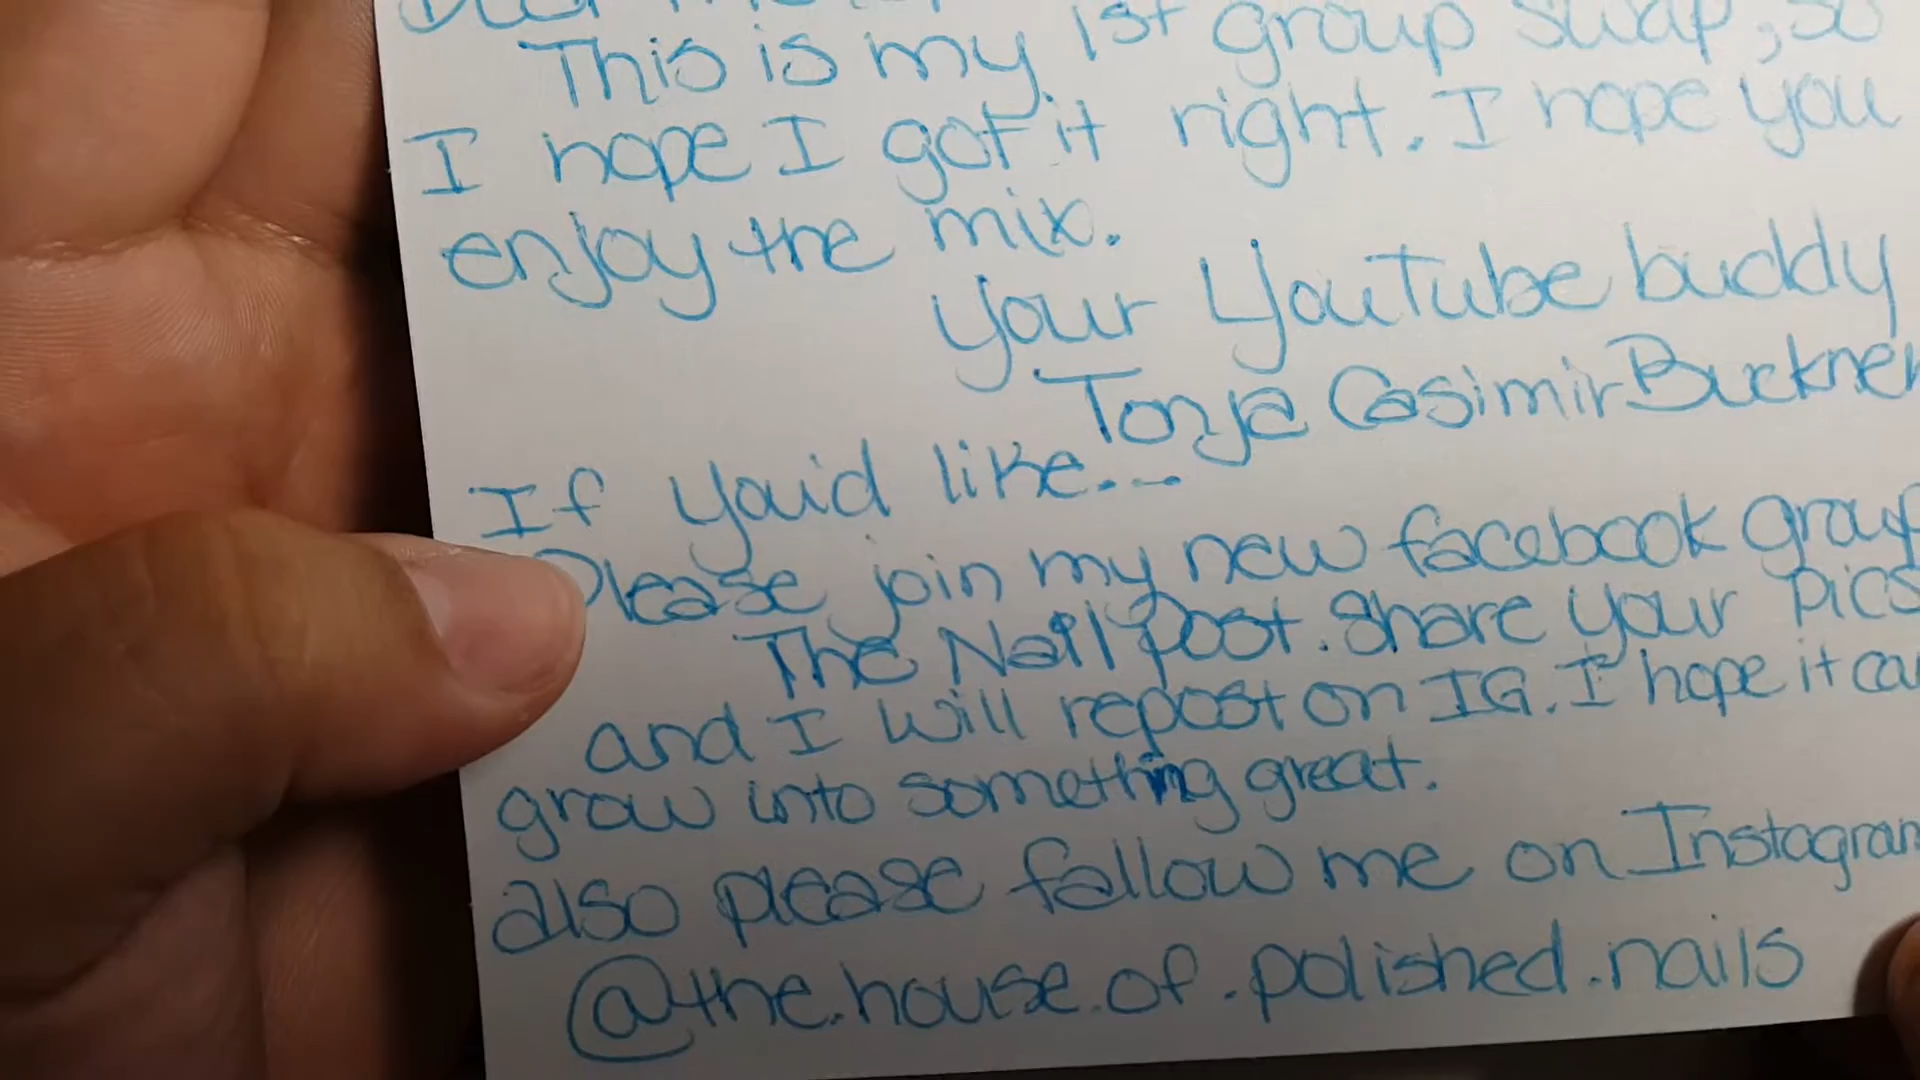 This is my 1st group swap, so
I hope I got it right. I hope you
enjoy the mix.
Your YouTube buddy
Tonja Casimir Buckner
If you'd like...
Please join my new facebook group
The Nail Post. Share your pics
and I will repost on IG. I hope it can
grow into something great.
also please follow me on Instagram
@the.house.of.polished.nails